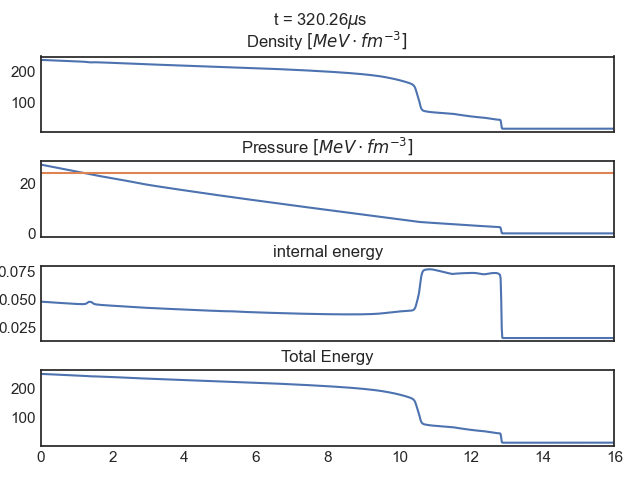 t = 320.26μs
Density [MeV · fm⁻³]
200
100
Pressure [MeV · fm⁻³]
20
0
internal energy
0.075
0.050
0.025
Total Energy
200
100
0 2 4 6 8 10 12 14 16